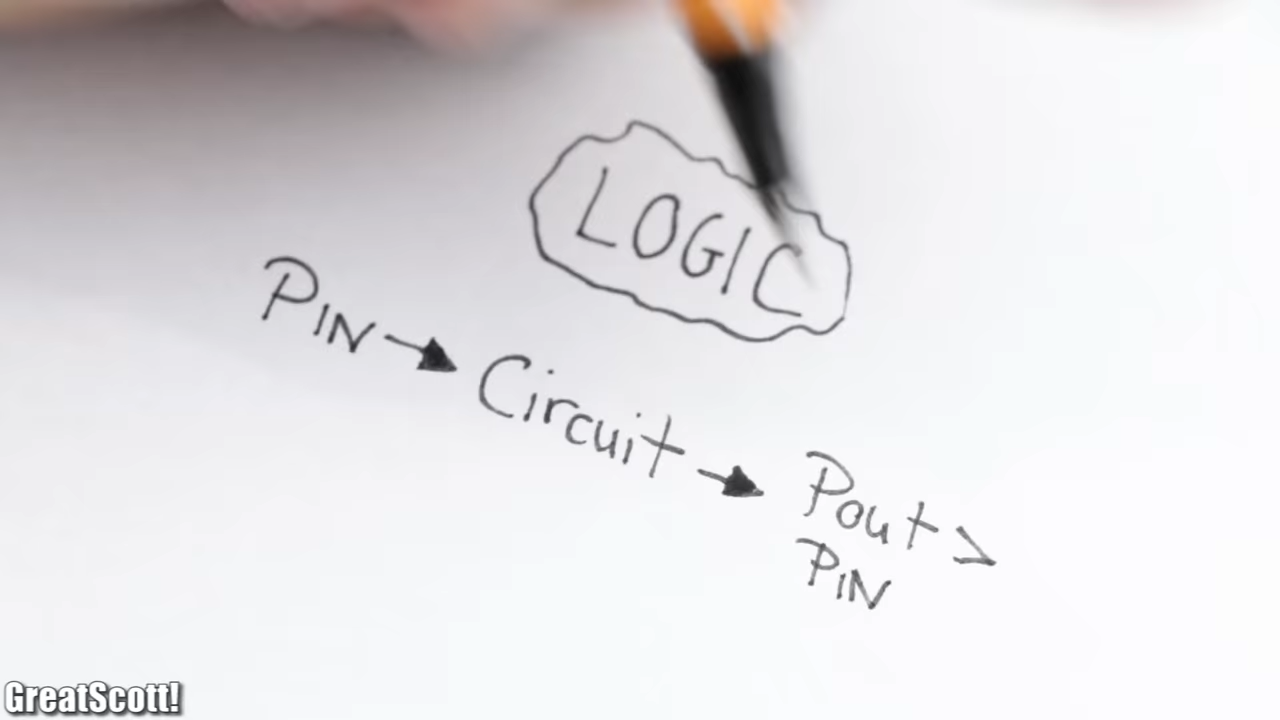 LOGIC
PIN → Circuit → Pout >
PIN
GreatScott!